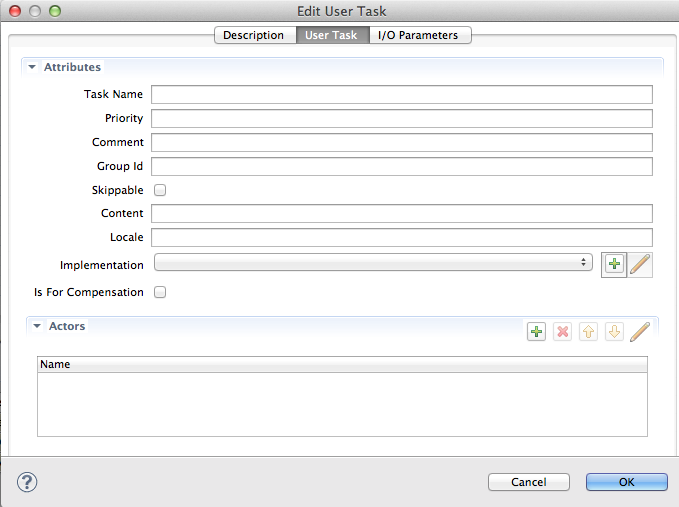 Edit User Task
Description User Task I/O Parameters
Attributes
Task Name
Priority
Comment
Group Id
Skippable
Content
Locale
Implementation
Is For Compensation
Actors
Name
? Cancel OK